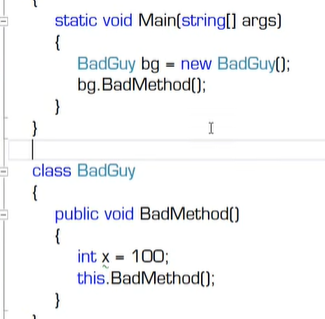 {
static void Main(string[] args)
{
BadGuy bg = new BadGuy();
bg.BadMethod();
}
}
class BadGuy
{
public void BadMethod()
{
int x = 100;
this.BadMethod();
}
}